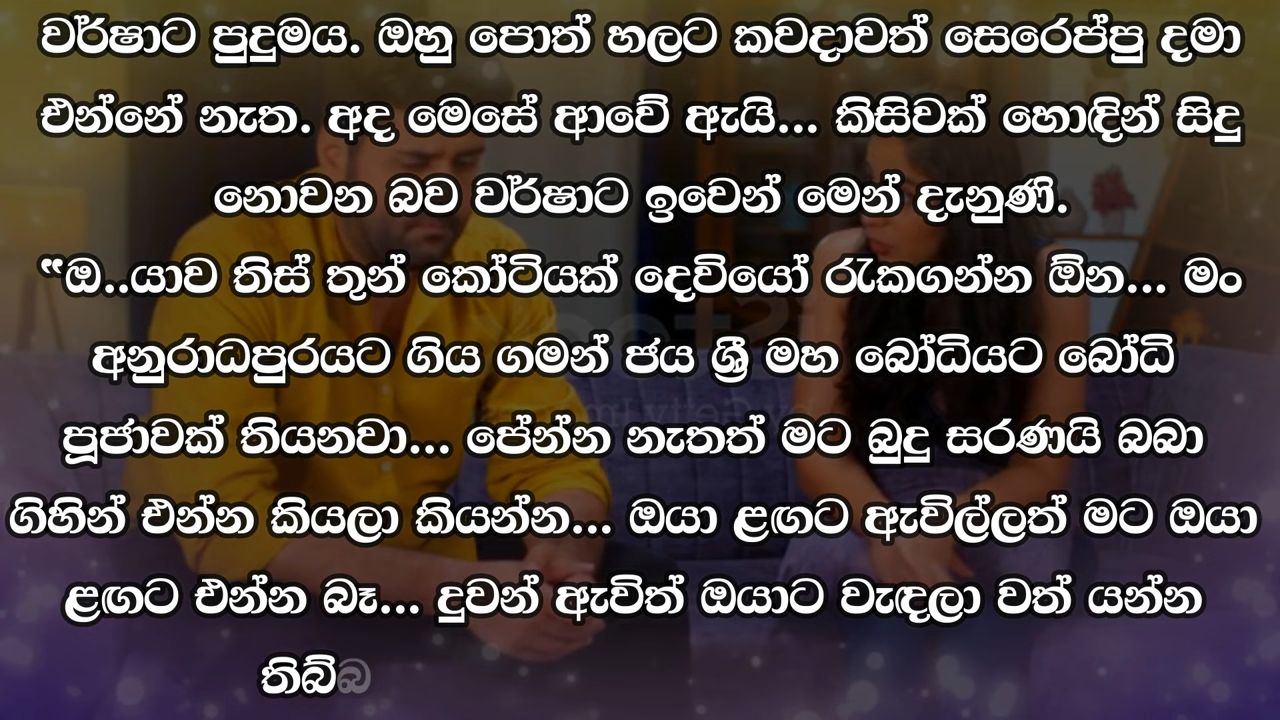 වර්ෂාට පුදුමය. ඔහු පොත් හලට කවදාවත් සෙරෙප්පු දමා
එන්නේ නැත. අද මෙසේ ආවේ ඇයි... කිසිවක් හොඳින් සිදු
නොවන බව වර්ෂාට ඉවෙන් මෙන් දැනුණි.
“ඔ..යාව තිස් තුන් කෝටියක් දෙවියෝ රැකගන්න ඕන... මං
අනුරාධපුරයට ගිය ගමන් ජය ශ්‍රී මහ බෝධියට බෝධි
පූජාවක් තියනවා... පේන්න නැතත් මට බුදු සරණයි බබා
ගිහින් එන්න කියලා කියන්න... ඔයා ළඟට ඇවිල්ලත් මට ඔයා
ළඟට එන්න බෑ... දුවන් ඇවිත් ඔයාට වැඳලා වත් යන්න
තිබ්බ